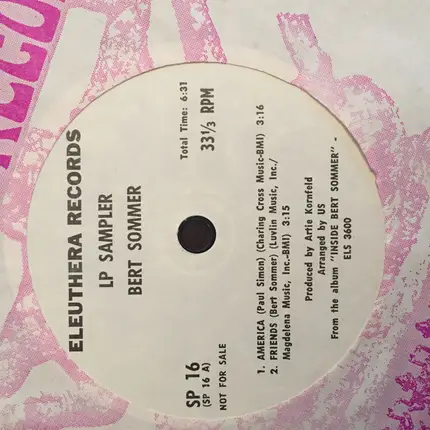 ELEUTHERA RECORDS
LP SAMPLER
BERT SOMMER
SP 16
(SP 16 A)
NOT FOR SALE
Total Time: 6:31
33⅓ RPM
1. AMERICA (Paul Simon) (Charing Cross Music-BMI) 3:16
2. FRIENDS (Bert Sommer) (Luvlin Music, Inc./
Magdelena Music, Inc.-BMI) 3:15
Produced by Artie Kornfeld
Arranged by US
From the album "INSIDE BERT SOMMER" -
ELS 3600